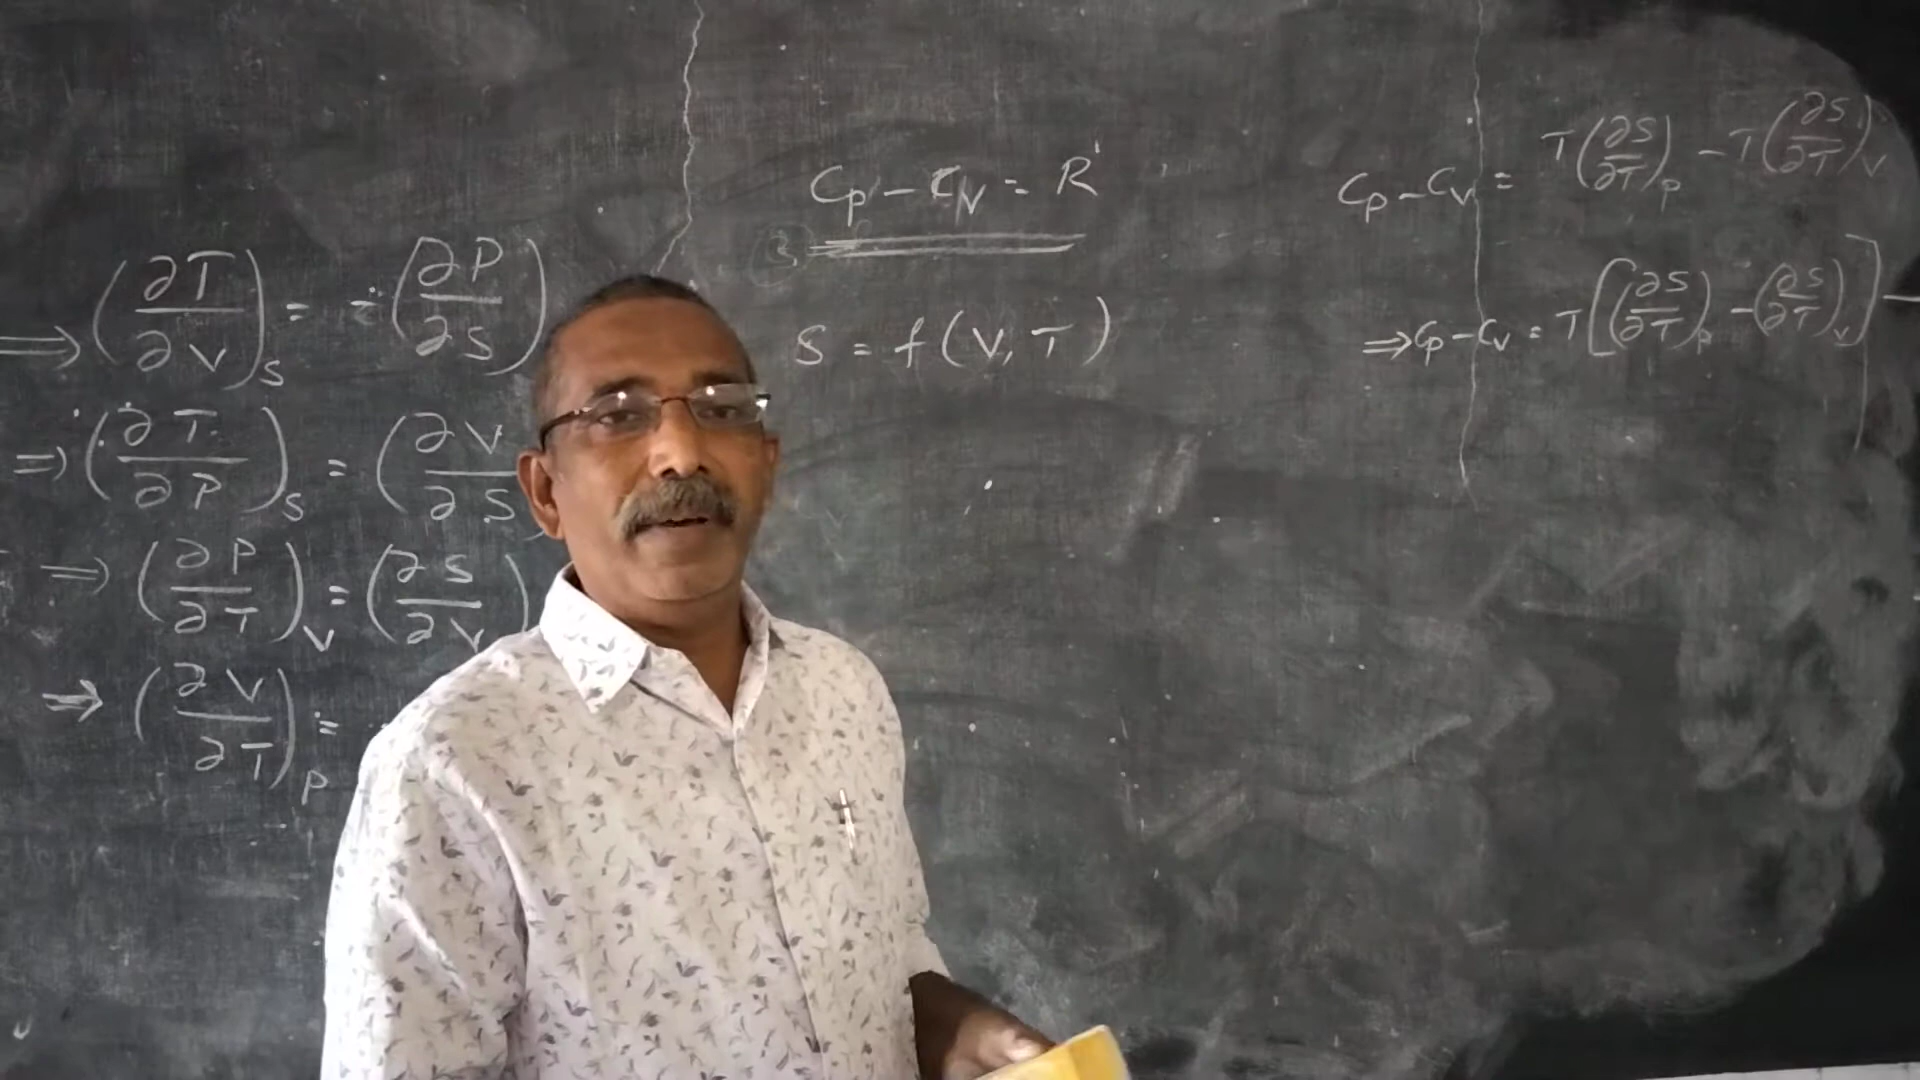 ⇒ (∂T/∂V)_S = -(∂P/∂S)
⇒ (∂T/∂P)_S = (∂V/∂S
⇒ (∂P/∂T)_V = (∂S/∂V)
⇒ (∂V/∂T)_P =
C_P - C_V = R
S = f(V, T)
C_P - C_V = T(∂S/∂T)_P - T(∂S/∂T)_V
⇒ C_P - C_V = T[(∂S/∂T)_P - (∂S/∂T)_V]